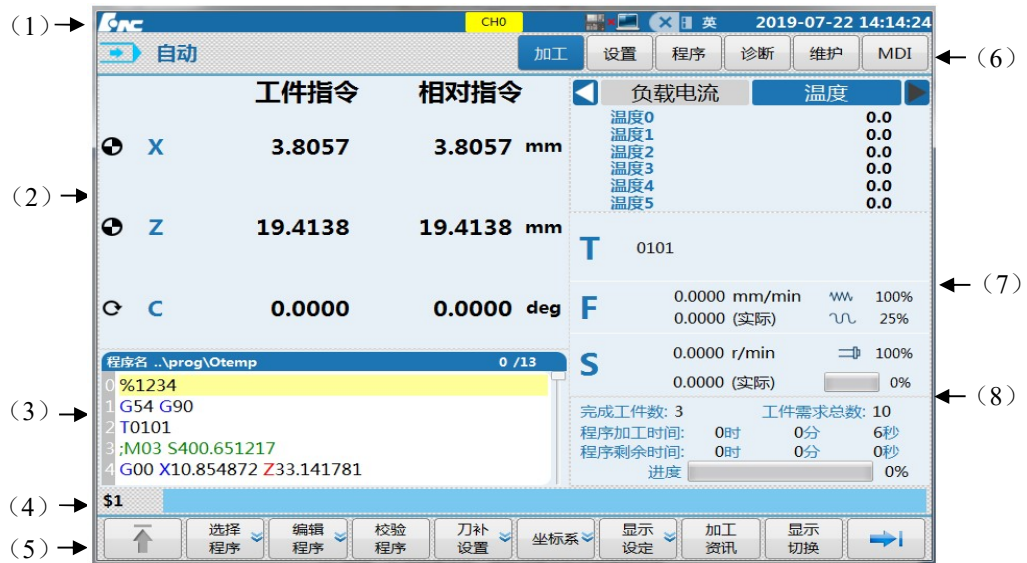 （1） CH0 英 2019-07-22 14:14:24
自动 加工 设置 程序 诊断 维护 MDI （6）
工件指令 相对指令 负载电流 温度
温度0 0.0
温度1 0.0
X 3.8057 3.8057 mm 温度2 0.0
温度3 0.0
（2） 温度4 0.0
温度5 0.0
Z 19.4138 19.4138 mm
T 0101
（7）
C 0.0000 0.0000 deg F 0.0000 mm/min 100%
0.0000 (实际) 25%
程序名 ..\prog\Otemp 0 /13
S 0.0000 r/min 100%
0.0000 (实际) 0%
0 %1234
（8）
1 G54 G90
（3） 完成工件数: 3 工件需求总数: 10
2 T0101
程序加工时间: 0时 0分 6秒
3 ;M03 S400.651217
程序剩余时间: 0时 0分 0秒
4 G00 X10.854872 Z33.141781
进度 0%
（4） $1
（5） 选择程序 编辑程序 校验程序 刀补设置 坐标系 显示设定 加工资讯 显示切换